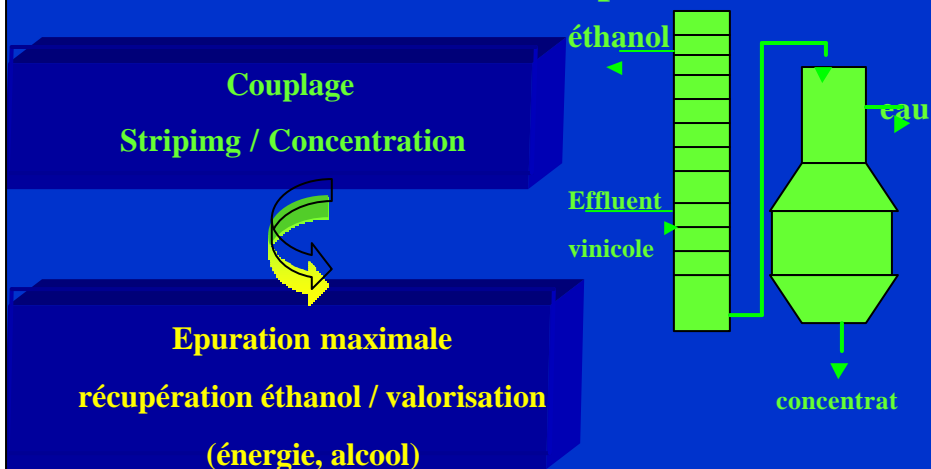 éthanol
Couplage
Stripimg / Concentration
eau
Effluent
vinicole
Epuration maximale
récupération éthanol / valorisation
(énergie, alcool)
concentrat